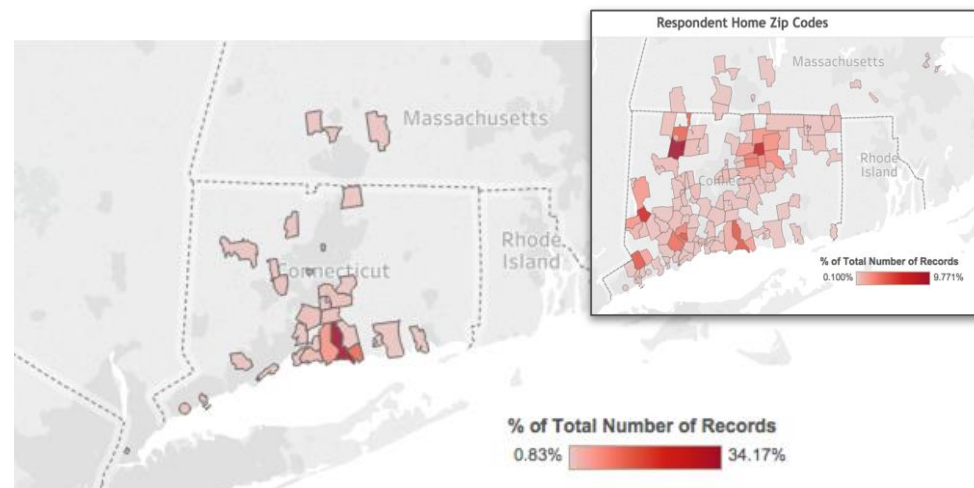 Respondent Home Zip Codes
Massachusetts
Rhode
Island
% of Total Number of Records
0.100%
9.771%
Massachusetts
Rhode
Island
Connecticut
% of Total Number of Records
0.83%
34.17%